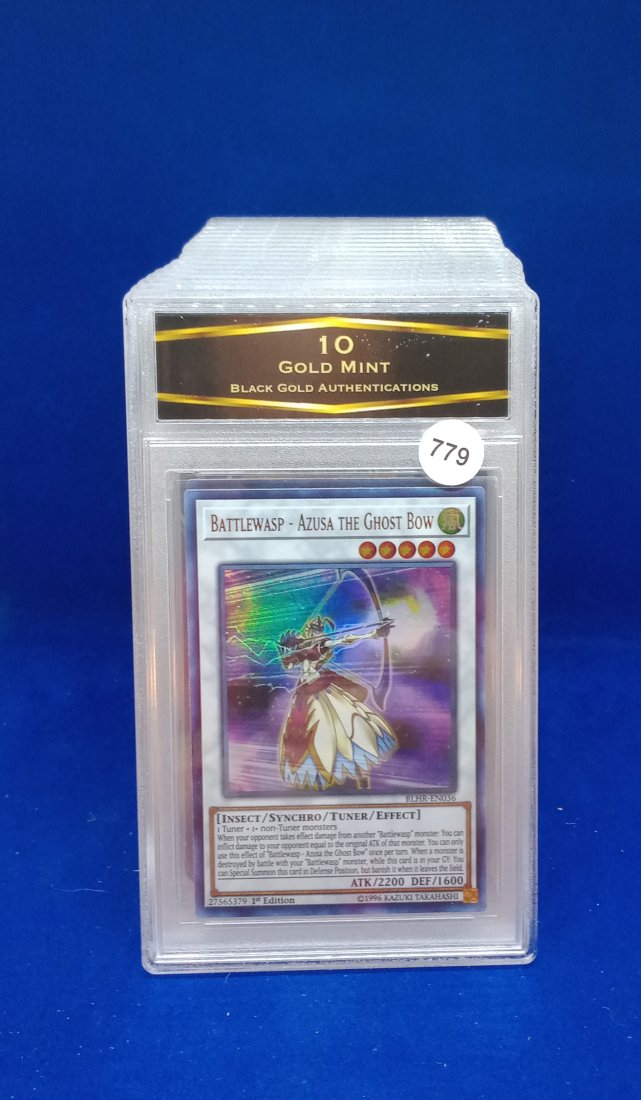 10
GOLD MINT
BLACK GOLD AUTHENTICATIONS
779
BATTLEWASP - AZUSA THE GHOST BOW
BLHR-EN036
[INSECT/SYNCHRO/TUNER/EFFECT]
1 Tuner + 1+ non-Tuner monsters
When your opponent takes effect damage from another "Battlewasp" monster: You can
inflict damage to your opponent equal to the original ATK of that monster. You can only
use this effect of "Battlewasp - Azusa the Ghost Bow" once per turn. When a monster is
destroyed by battle with your "Battlewasp" monster, while this card is in your GY: You
can Special Summon this card in Defense Position, but banish it when it leaves the field.
ATK/2200 DEF/1600
27565379 1st Edition ©1996 KAZUKI TAKAHASHI